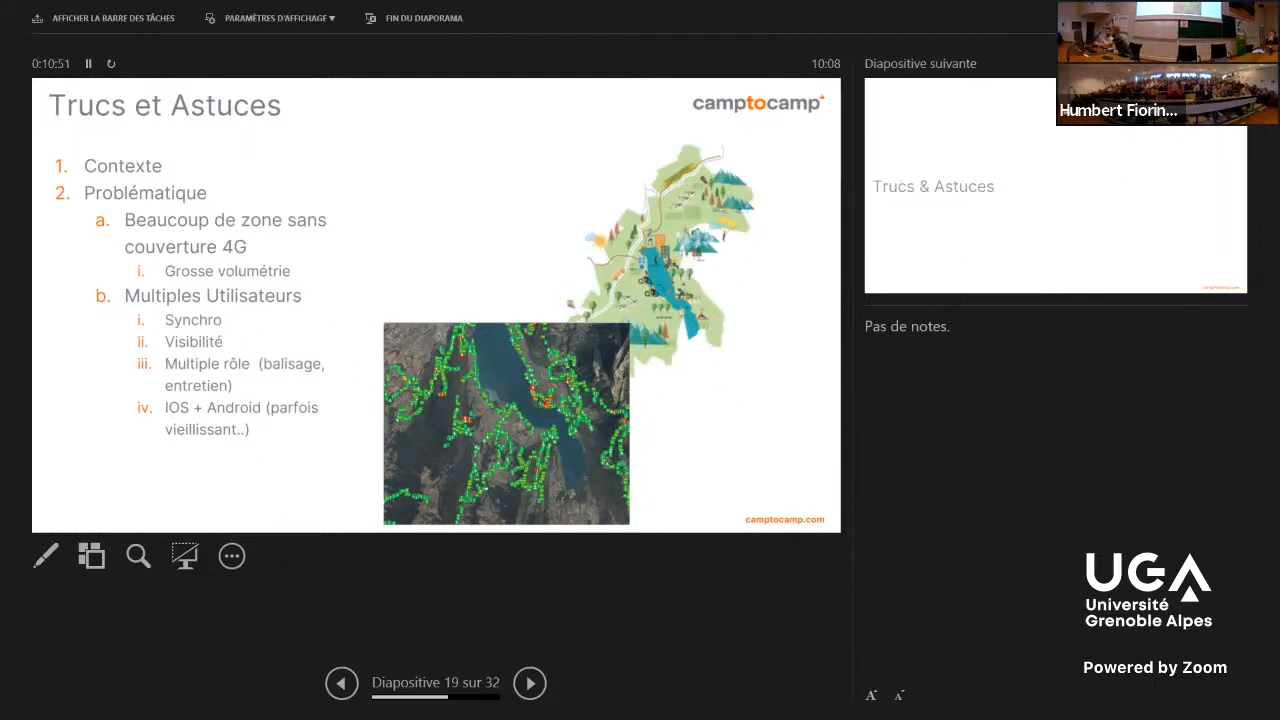 AFFICHER LA BARRE DES TÂCHES
PARAMÈTRES D'AFFICHAGE ▼
FIN DU DIAPORAMA
0:10:51
10:08
Diapositive suivante
Humbert Fiorin...
Trucs et Astuces
camptocamp
1. Contexte
2. Problématique
a. Beaucoup de zone sans
couverture 4G
i. Grosse volumétrie
b. Multiples Utilisateurs
i. Synchro
ii. Visibilité
iii. Multiple rôle (balisage,
entretien)
iv. IOS + Android (parfois
vieillissant..)
camptocamp.com
Trucs & Astuces
camptocamp.com
Pas de notes.
UGA
Université
Grenoble Alpes
Powered by Zoom
Diapositive 19 sur 32
A A